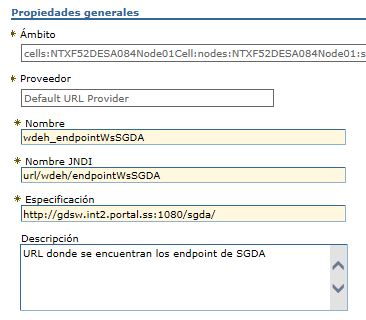 Propiedades generales
* Ámbito
cells:NTXF52DESA084Node01Cell:nodes:NTXF52DESA084Node01:s
* Proveedor
Default URL Provider
* Nombre
wdeh_endpointWsSGDA
* Nombre JNDI
url/wdeh/endpointWsSGDA
* Especificación
http://gdsw.int2.portal.ss:1080/sgda/
Descripción
URL donde se encuentran los endpoint de SGDA